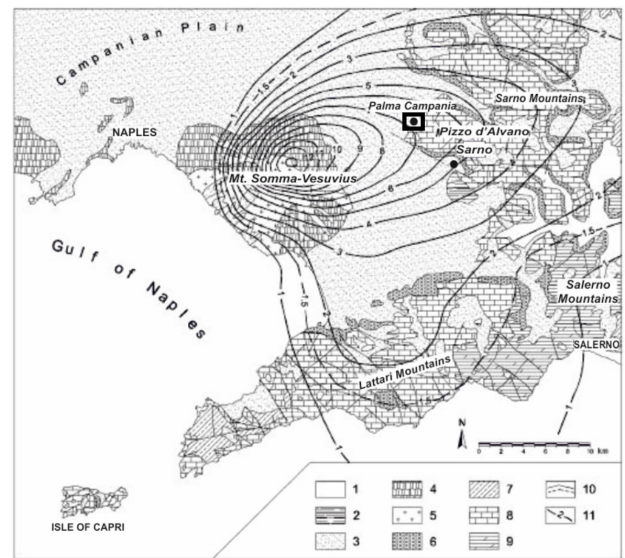 Campanian Plain
NAPLES
Palma Campania
Sarno Mountains
Pizzo d'Alvano
Sarno
Mt. Somma-Vesuvius
Gulf of Naples
Salerno
Mountains
SALERNO
Lattari Mountains
ISLE OF CAPRI
N
0 2 4 6 8 10 km
1 4 7 10
2 5 8 11
3 6 9